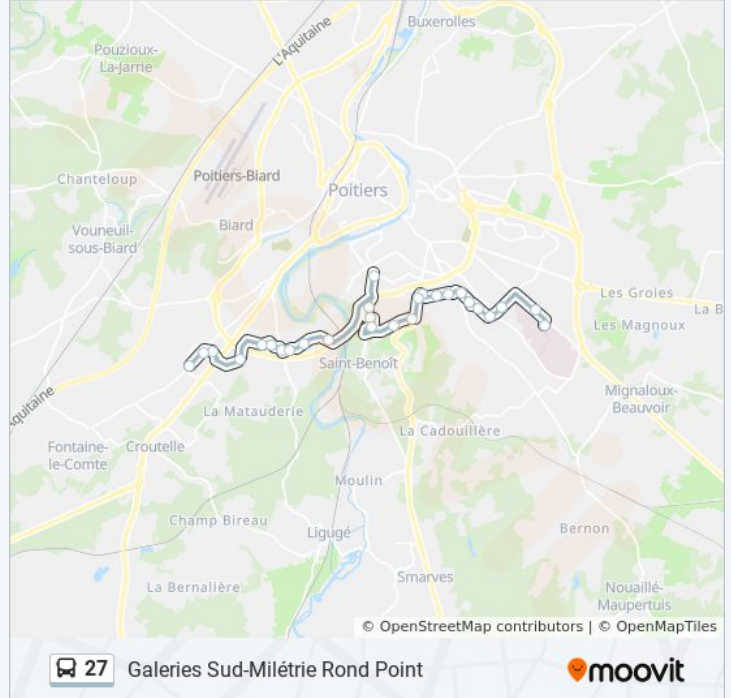 Buxerolles
Pouzioux-
La-Jarrie
L'Aquitaine
Chanteloup
Poitiers-Biard
Poitiers
Biard
Vouneuil-
sous-Biard
Les Groies
La B
Les Magnoux
Saint-Benoît
Mignaloux-
Beauvoir
quitaine
La Matauderie
La Cadouillère
Fontaine-
le-Comte
Croutelle
Moulin
Champ Bireau
Bernon
Ligugé
La Bernalière
Smarves
Nouaillé-
Maupertuis
© OpenStreetMap contributors | © OpenMapTiles
27 Galeries Sud-Milétrie Rond Point
moovit